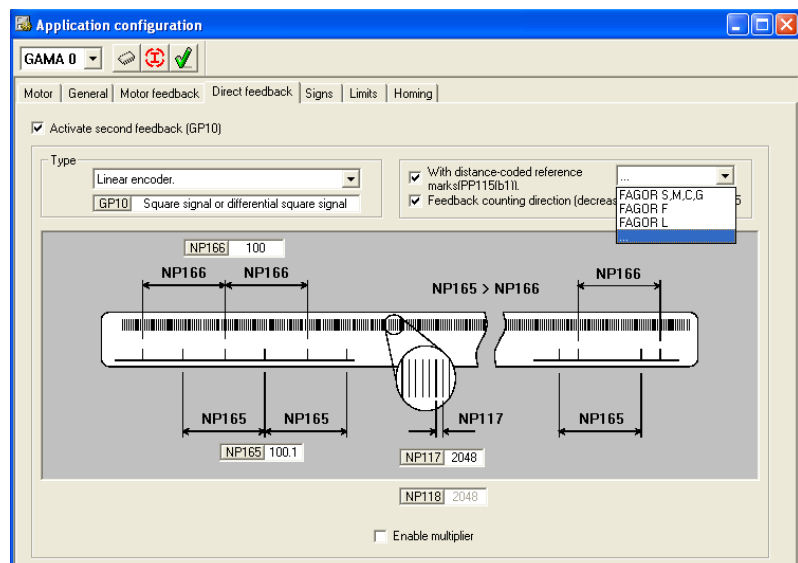 Application configuration
GAMA 0
Motor General Motor feedback Direct feedback Signs Limits Homing
Activate second feedback (GP10)
Type
Linear encoder.
GP10 Square signal or differential square signal
With distance-coded reference
marks(PP115(b1)).
...
Feedback counting direction (decreas
5
FAGOR S,M,C,G
FAGOR F
FAGOR L
...
NP166 100
NP166 NP166
NP165 > NP166
NP166
NP165 NP165
NP117
NP165
NP165 100.1
NP117 2048
NP118 2048
Enable multiplier